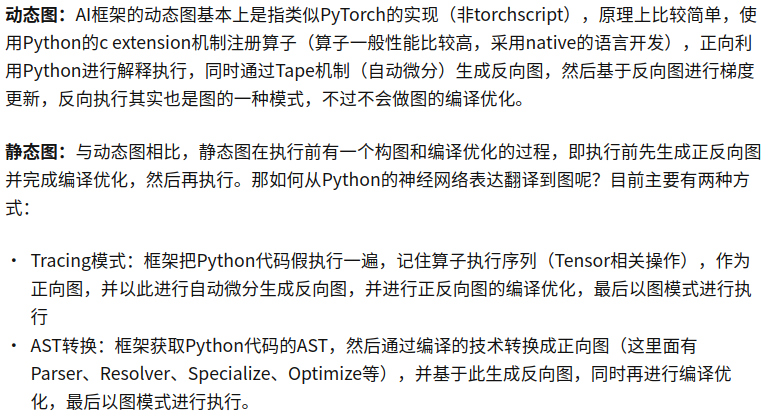 动态图：AI框架的动态图基本上是指类似PyTorch的实现（非torchscript），原理上比较简单，使
用Python的c extension机制注册算子（算子一般性能比较高，采用native的语言开发），正向利
用Python进行解释执行，同时通过Tape机制（自动微分）生成反向图，然后基于反向图进行梯度
更新，反向执行其实也是图的一种模式，不过不会做图的编译优化。
静态图：与动态图相比，静态图在执行前有一个构图和编译优化的过程，即执行前先生成正反向图
并完成编译优化，然后再执行。那如何从Python的神经网络表达翻译到图呢？目前主要有两种方
式：
• Tracing模式：框架把Python代码假执行一遍，记住算子执行序列（Tensor相关操作），作为
正向图，并以此进行自动微分生成反向图，并进行正反向图的编译优化，最后以图模式进行执
行
• AST转换：框架获取Python代码的AST，然后通过编译的技术转换成正向图（这里面有
Parser、Resolver、Specialize、Optimize等），并基于此生成反向图，同时再进行编译优
化，最后以图模式进行执行。